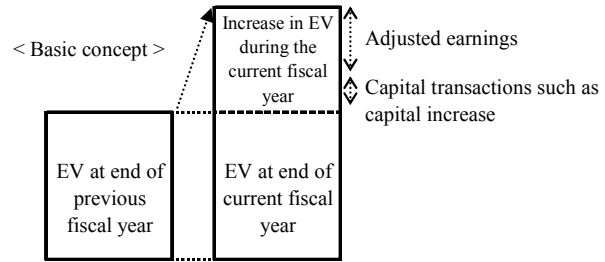 < Basic concept >
Increase in EV
during the
current fiscal
year
Adjusted earnings
Capital transactions such as
capital increase
EV at end of
previous
fiscal year
EV at end of
current fiscal
year